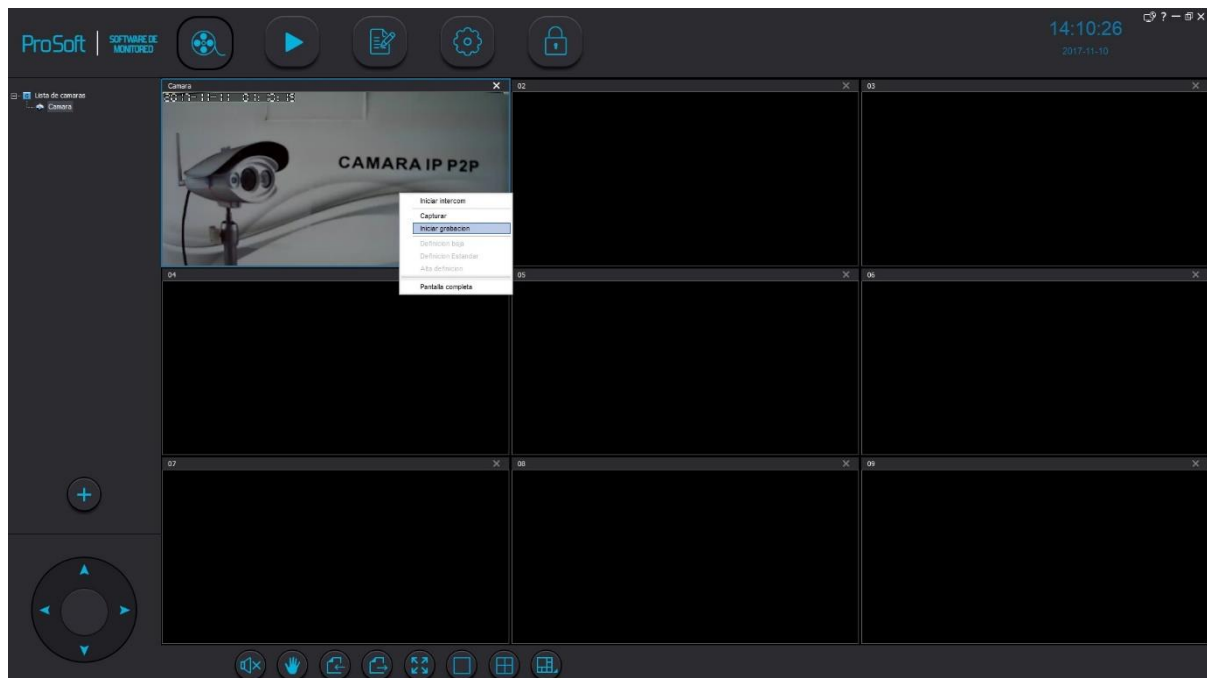 ProSoft
SOFTWARE DE
MONITOREO
14:10:26
2017-11-10
Lista de camaras
Camara
Camara
02
03
CAMARA IP P2P
Iniciar intercom
Capturar
Iniciar grabacion
Definicion baja
Definicion Estandar
Alta definicion
Pantalla completa
04
05
06
07
08
09